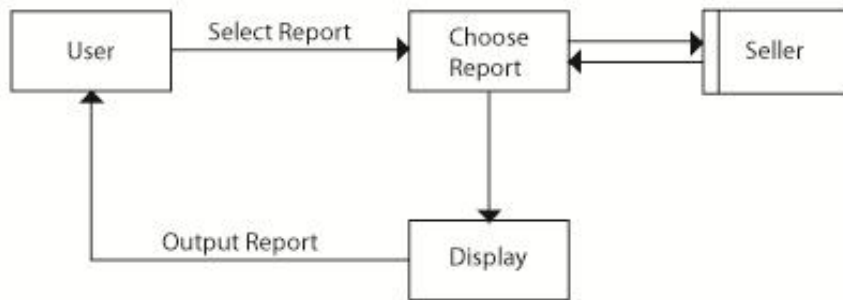 User
Select Report
Choose
Report
Seller
Output Report
Display